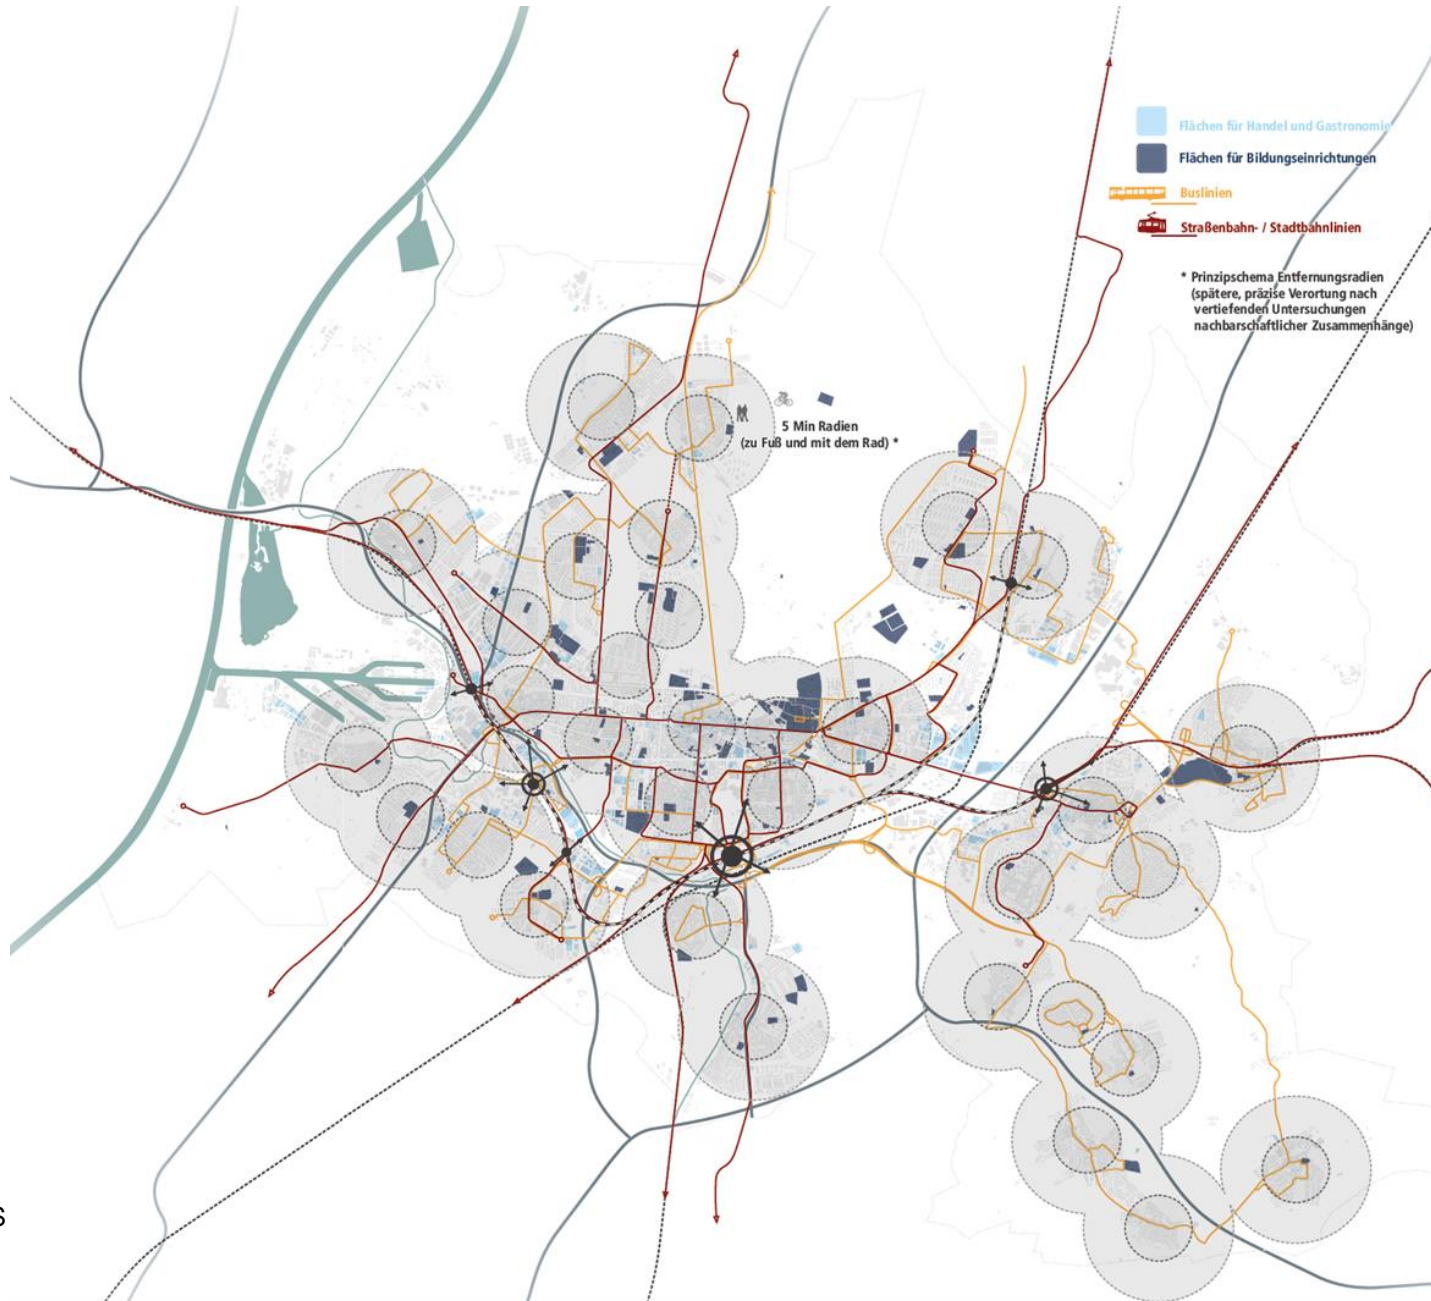 Flächen für Handel und Gastronomie
Flächen für Bildungseinrichtungen
Buslinien
Straßenbahn- / Stadtbahnlinien
* Prinzipschema Entfernungsradien
(spätere, präzise Verortung nach
vertiefenden Untersuchungen
nachbarschaftlicher Zusammenhänge)
5 Min Radien
(zu Fuß und mit dem Rad) *
s